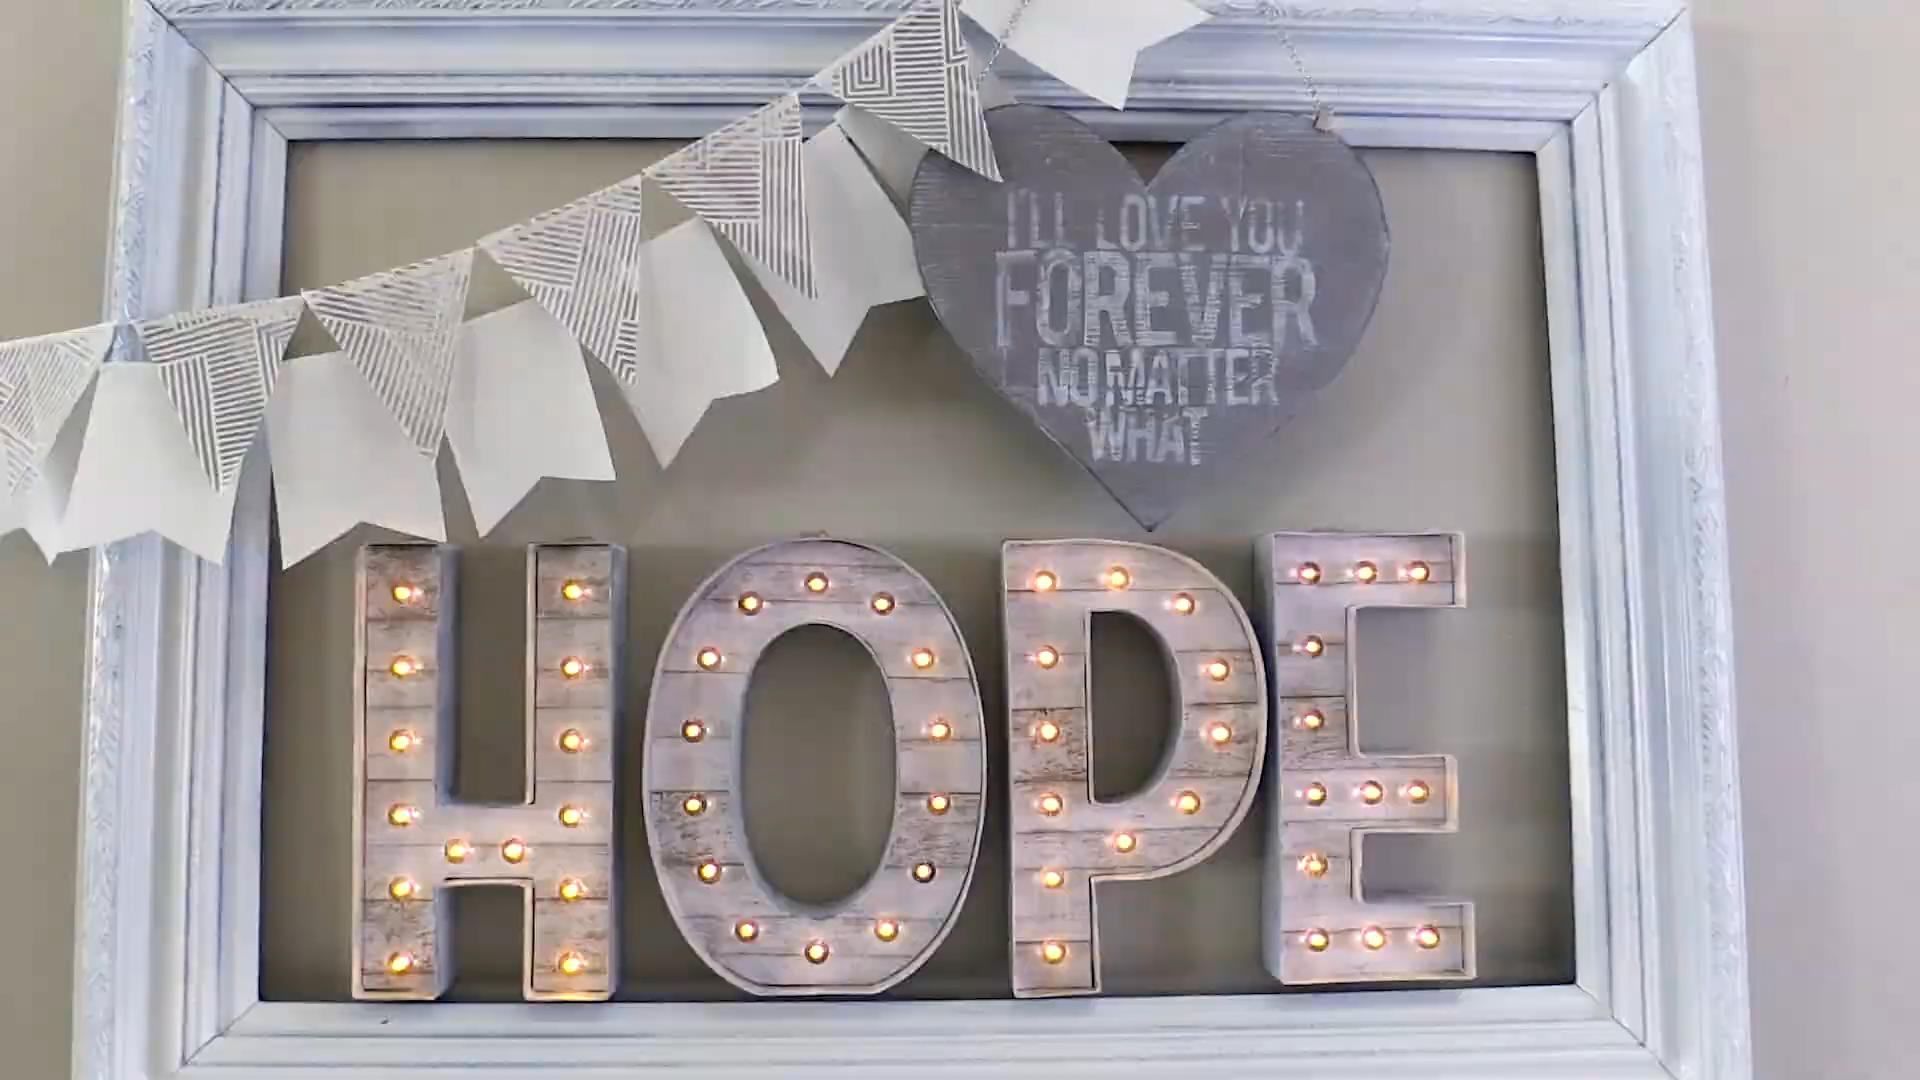 I'LL LOVE YOU
FOREVER
NO MATTER
WHAT
HOPE